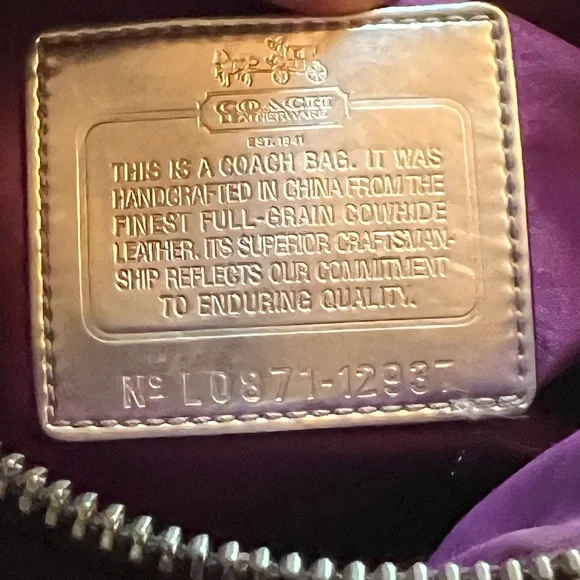 COACH
LEATHERWARE
EST. 1941
THIS IS A COACH BAG. IT WAS
HANDCRAFTED IN CHINA FROM THE
FINEST FULL-GRAIN COWHIDE
LEATHER. ITS SUPERIOR CRAFTSMAN-
SHIP REFLECTS OUR COMMITMENT
TO ENDURING QUALITY.
Nº L0871-12937